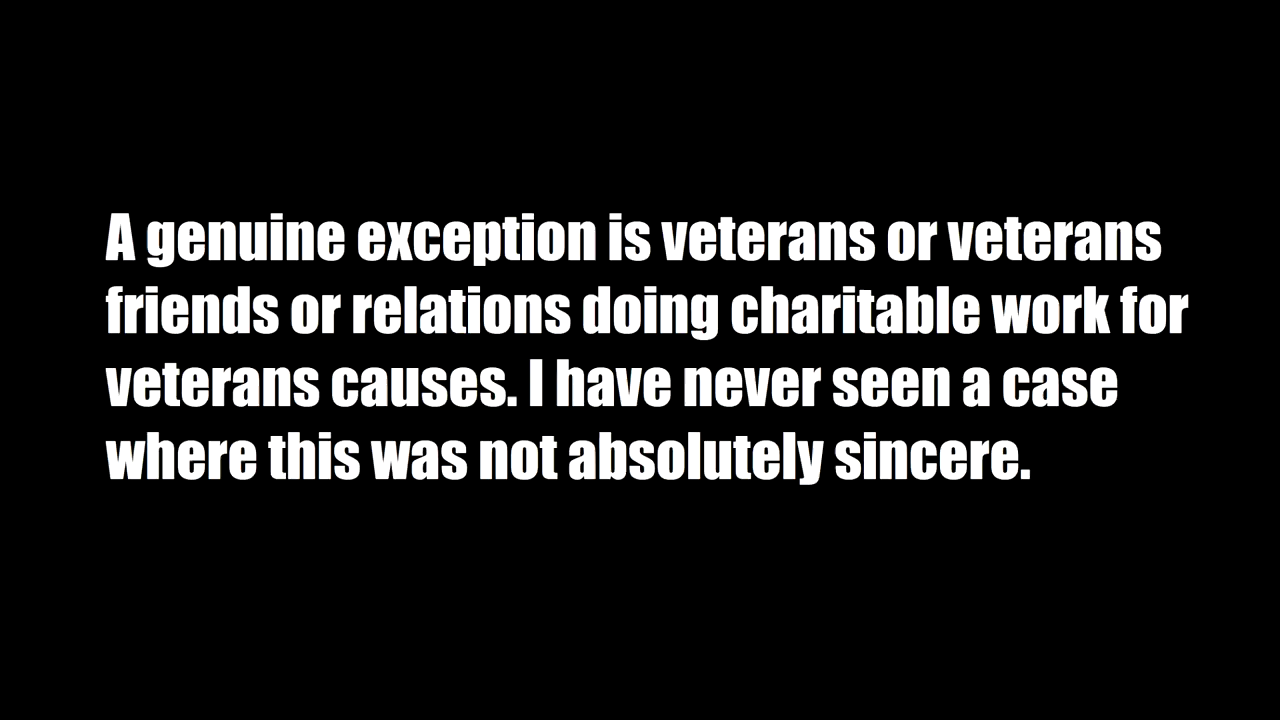 A genuine exception is veterans or veterans
friends or relations doing charitable work for
veterans causes. I have never seen a case
where this was not absolutely sincere.